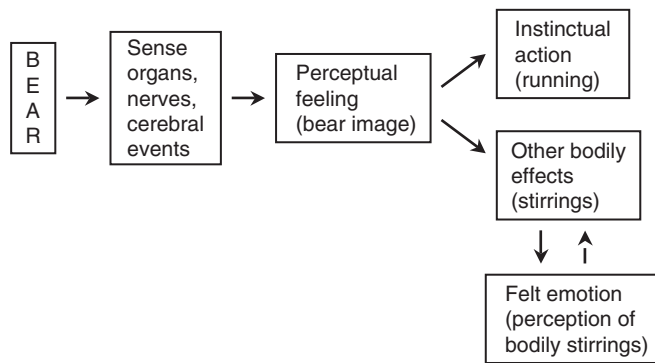 B
E
A
R
Sense
organs,
nerves,
cerebral
events
Perceptual
feeling
(bear image)
Instinctual
action
(running)
Other bodily
effects
(stirrings)
Felt emotion
(perception of
bodily stirrings)